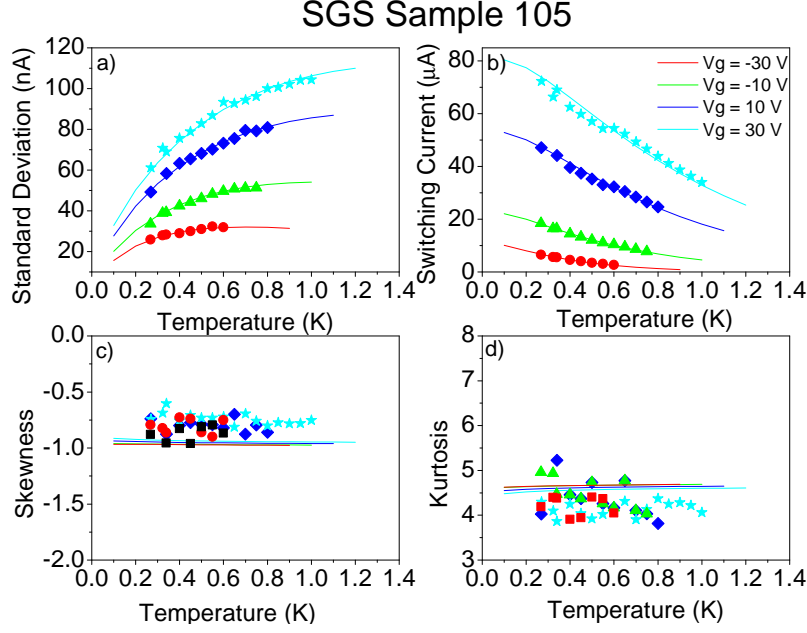 SGS Sample 105
a)
Standard Deviation (nA)
120
100
80
60
40
20
0.0 0.2 0.4 0.6 0.8 1.0 1.2 1.4
Temperature (K)
b)
Switching Current (μA)
80
60
40
20
0
Vg = -30 V
Vg = -10 V
Vg = 10 V
Vg = 30 V
0.0 0.2 0.4 0.6 0.8 1.0 1.2 1.4
Temperature (K)
c)
Skewness
-0.0
-0.5
-1.0
-1.5
-2.0
0.0 0.2 0.4 0.6 0.8 1.0 1.2 1.4
Temperature (K)
d)
Kurtosis
8
7
6
5
4
3
0.0 0.2 0.4 0.6 0.8 1.0 1.2 1.4
Temperature (K)